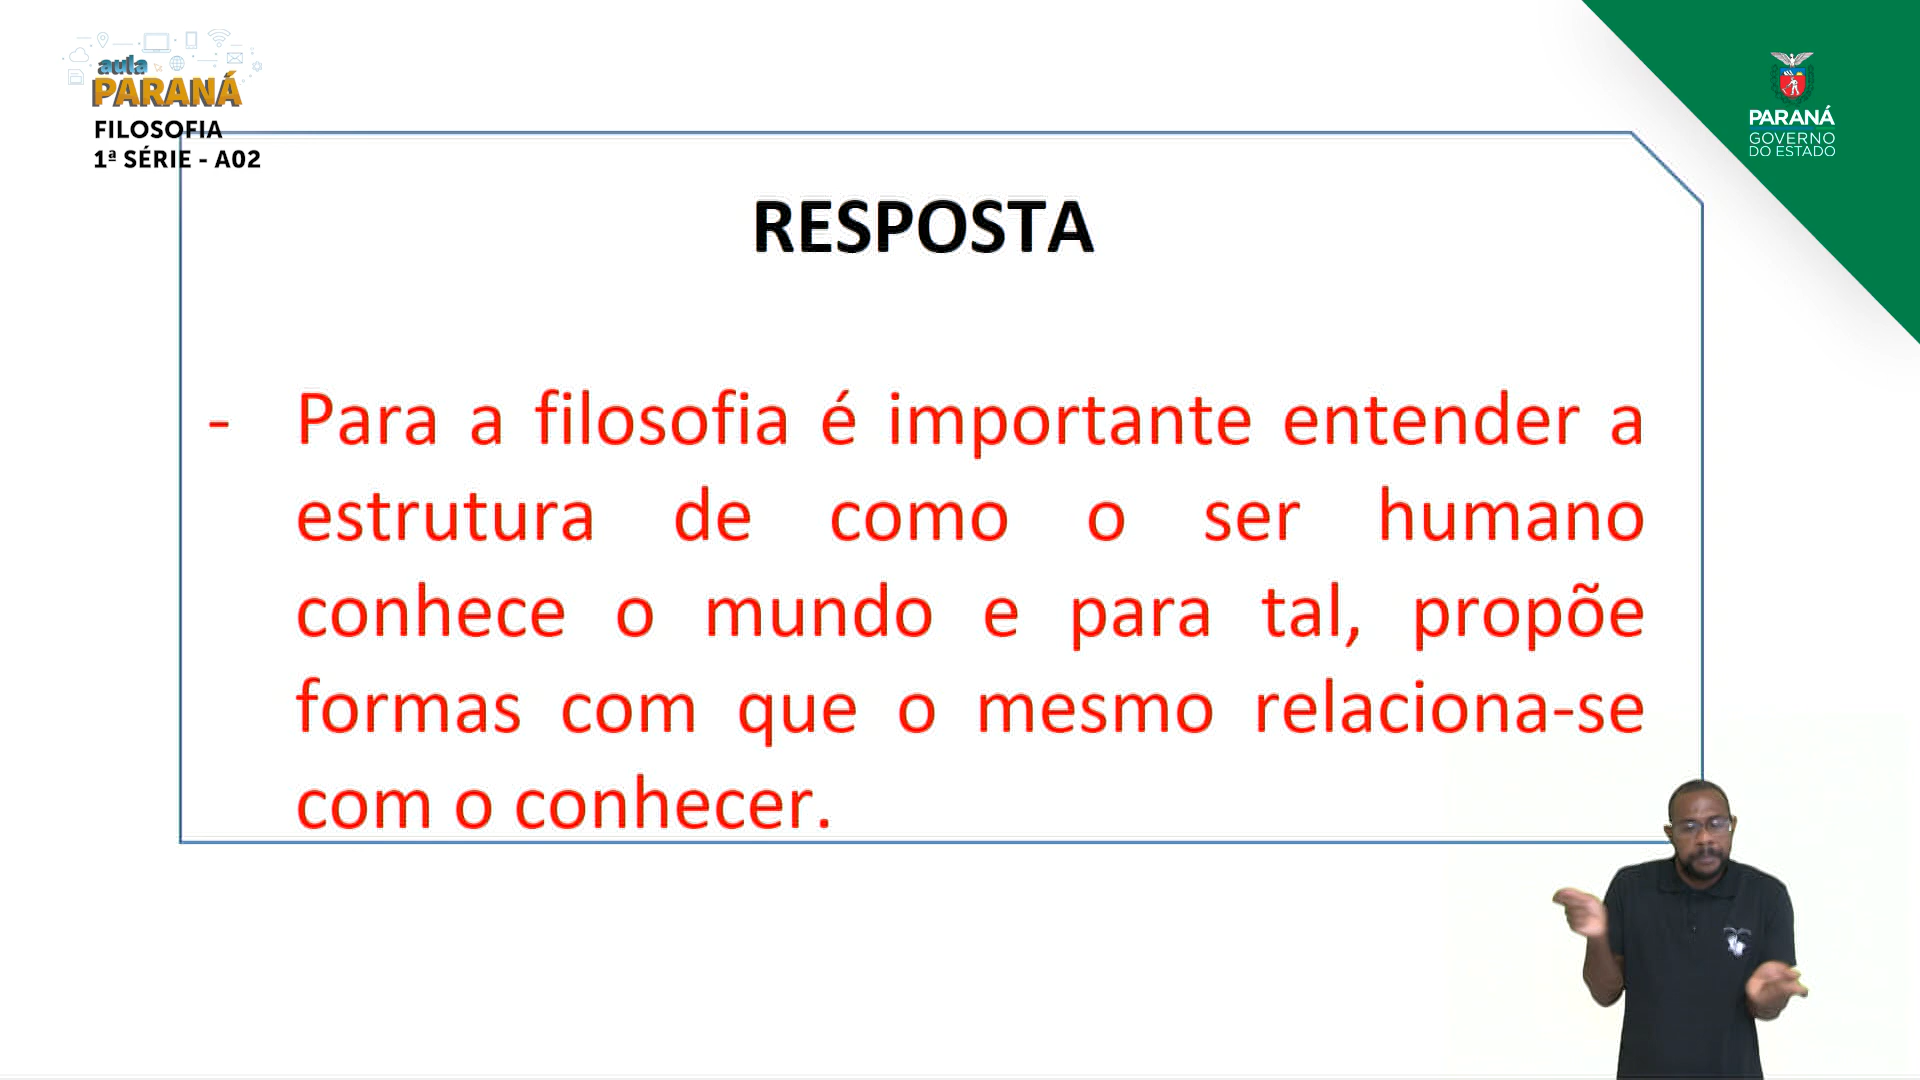 aula
PARANÁ
FILOSOFIA
1ª SÉRIE - A02
PARANÁ
GOVERNO
DO ESTADO
RESPOSTA
- Para a filosofia é importante entender a
estrutura de como o ser humano
conhece o mundo e para tal, propõe
formas com que o mesmo relaciona-se
com o conhecer.